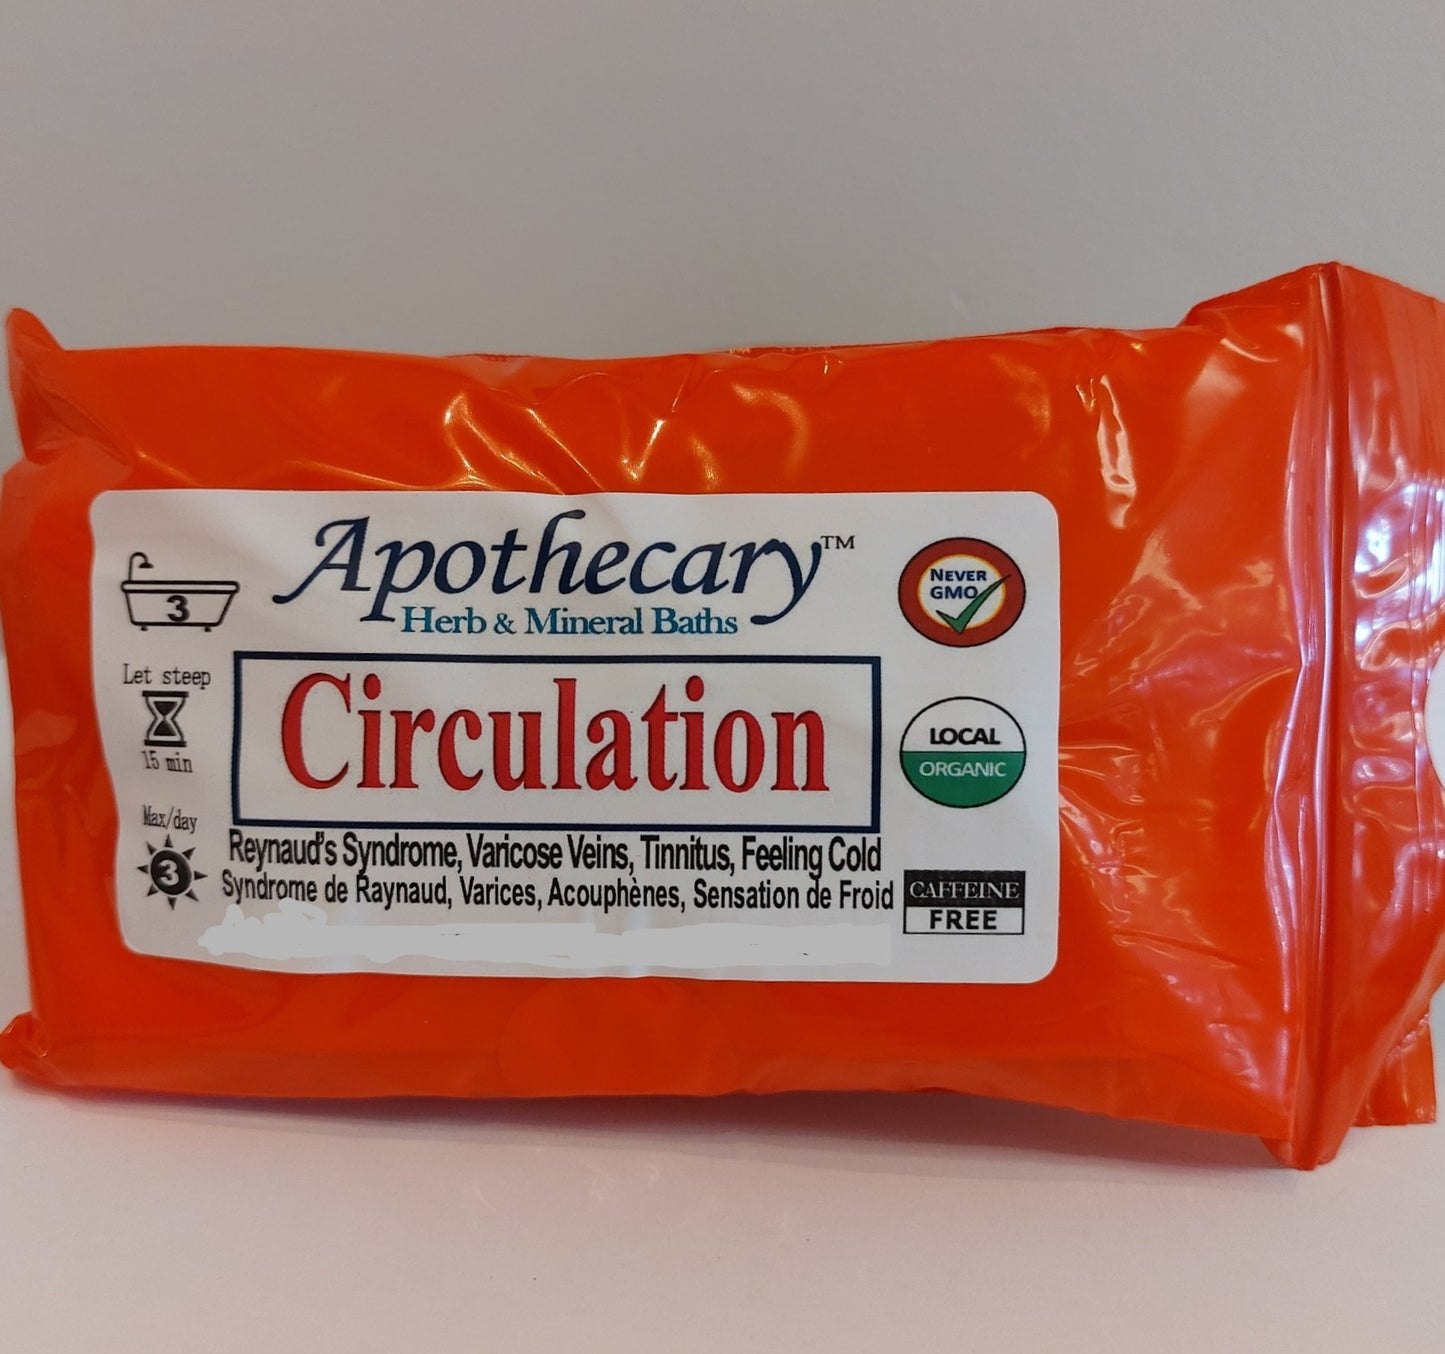 Apothecary™
Herb & Mineral Baths
3
Let steep
15 min
Max/day
3
Circulation
Reynaud's Syndrome, Varicose Veins, Tinnitus, Feeling Cold
Syndrome de Raynaud, Varices, Acouphènes, Sensation de Froid
NEVER
GMO
LOCAL
ORGANIC
CAFFEINE
FREE